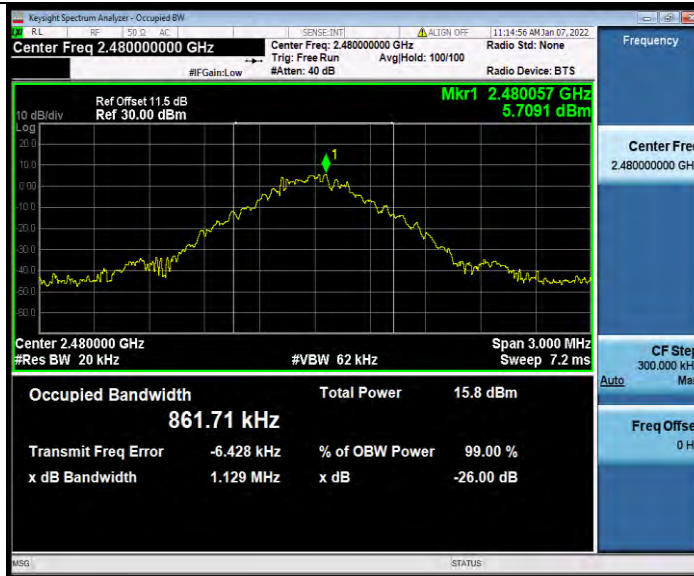 Keysight Spectrum Analyzer - Occupied BW
RL RF 50 Ω AC SENSE:INT ALIGN OFF 11:14:56 AM Jan 07, 2022
Center Freq 2.480000000 GHz Center Freq: 2.480000000 GHz Radio Std: None
Trig: Free Run Avg|Hold: 100/100
#IFGain:Low #Atten: 40 dB Radio Device: BTS
Frequency
Ref Offset 11.5 dB Mkr1 2.480057 GHz
10 dB/div Ref 30.00 dBm 5.7091 dBm
Log
20.0
10.0
0.00
-10.0
-20.0
-30.0
-40.0
-50.0
-60.0
1
Center 2.480000 GHz Span 3.000 MHz
#Res BW 20 kHz #VBW 62 kHz Sweep 7.2 ms
Occupied Bandwidth Total Power 15.8 dBm
861.71 kHz
Transmit Freq Error -6.428 kHz % of OBW Power 99.00 %
x dB Bandwidth 1.129 MHz x dB -26.00 dB
Center Fre
2.480000000 GH
CF Ste
300.000 kH
Auto Ma
Freq Offse
0 H
MSG STATUS